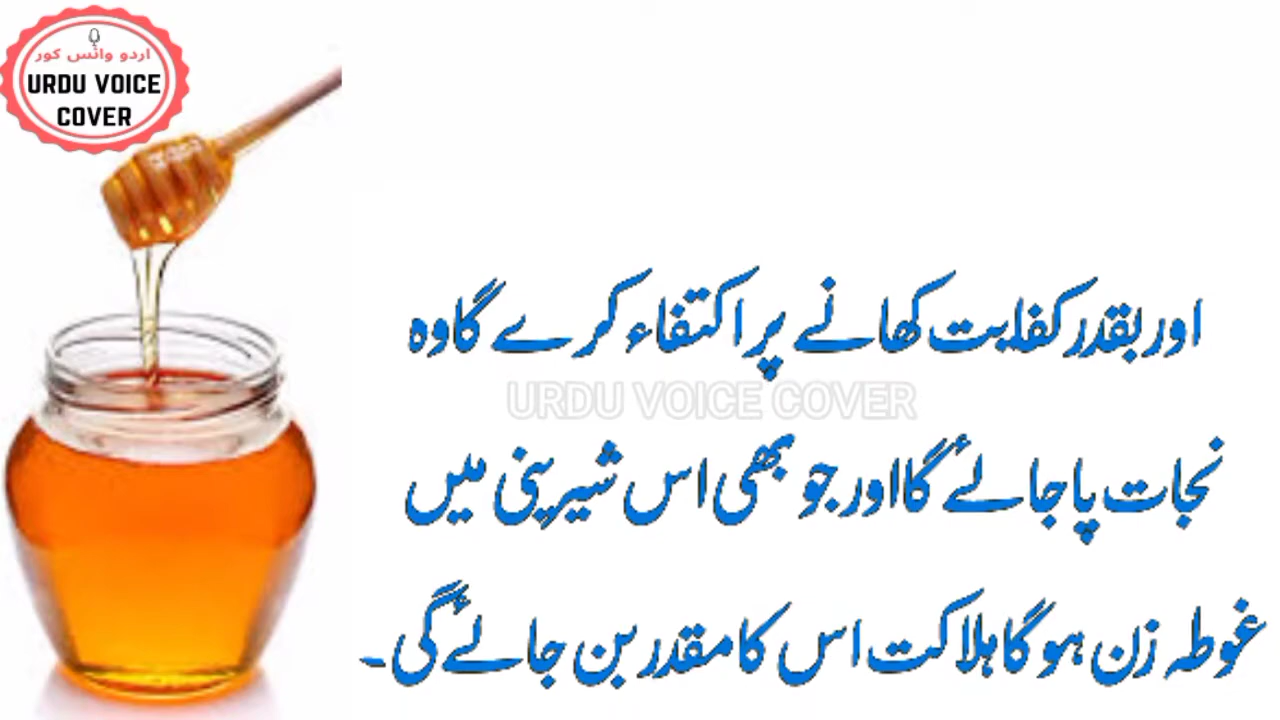 اردو وائس کور
URDU VOICE
COVER
اور بقدر کفایت کھانے پر اکتفاء کرے گا وہ
URDU VOICE COVER
نجات پا جائے گا اور جو بھی اس شیرینی میں
غوطہ زن ہو گا ہلاکت اس کا مقدر بن جائے گی۔